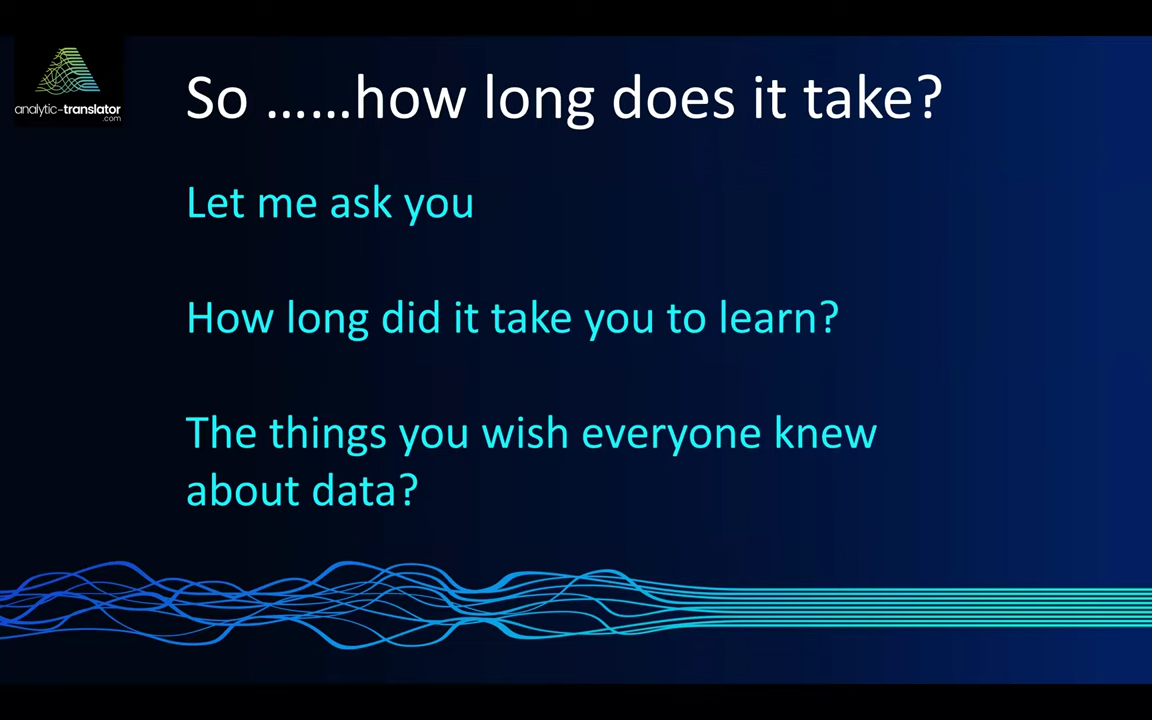 analytic-translator
.com
So ……how long does it take?
Let me ask you
How long did it take you to learn?
The things you wish everyone knew
about data?